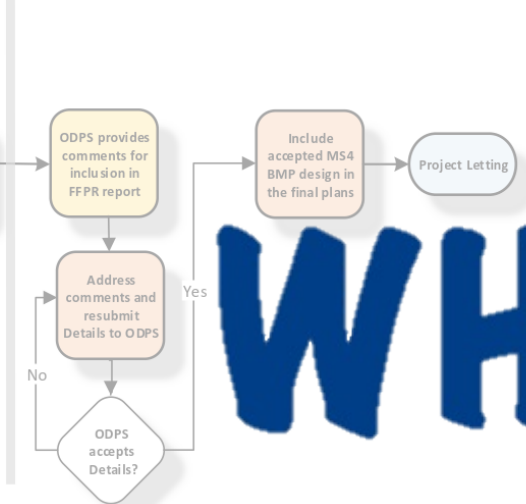 ODPS provides
comments for
inclusion in
FFPR report
Include
accepted MS4
BMP design in
the final plans
Project Letting
Address
comments and
resubmit
Details to ODPS
Yes
No
ODPS
accepts
Details?
WH